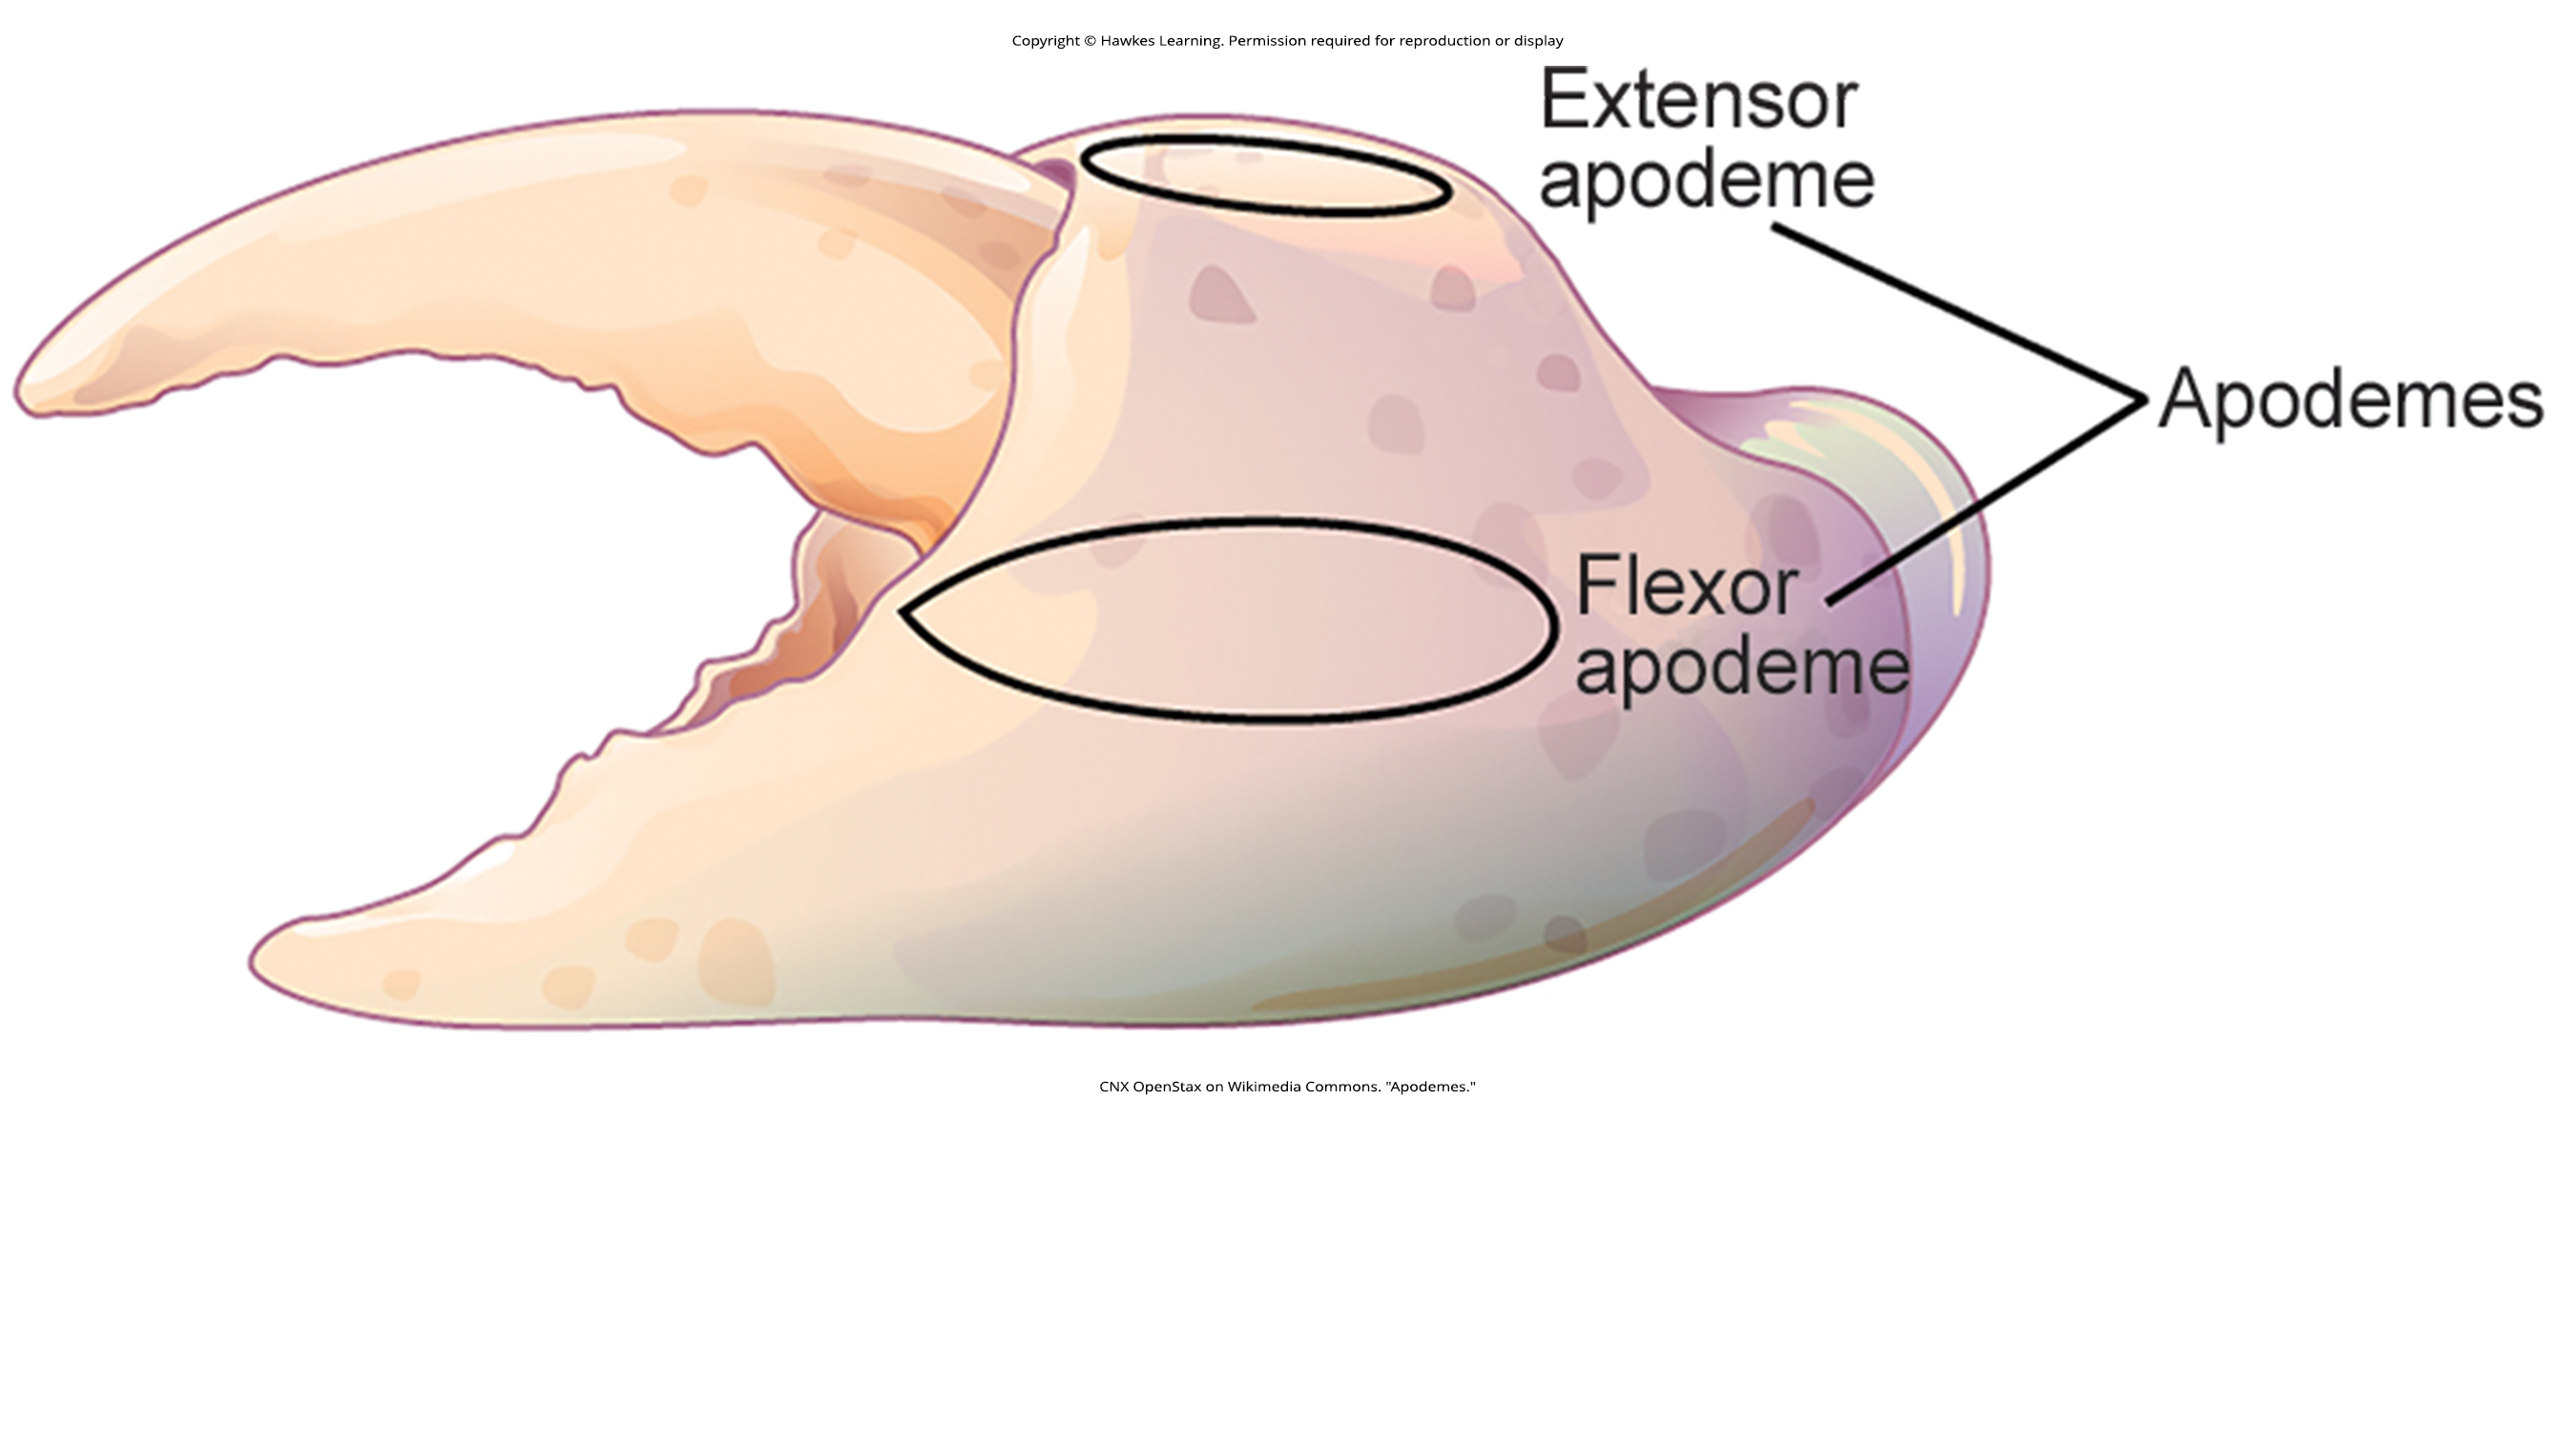 Copyright © Hawkes Learning. Permission required for reproduction or display
Extensor
apodeme
Apodemes
Flexor
apodeme
CNX OpenStax on Wikimedia Commons. "Apodemes."